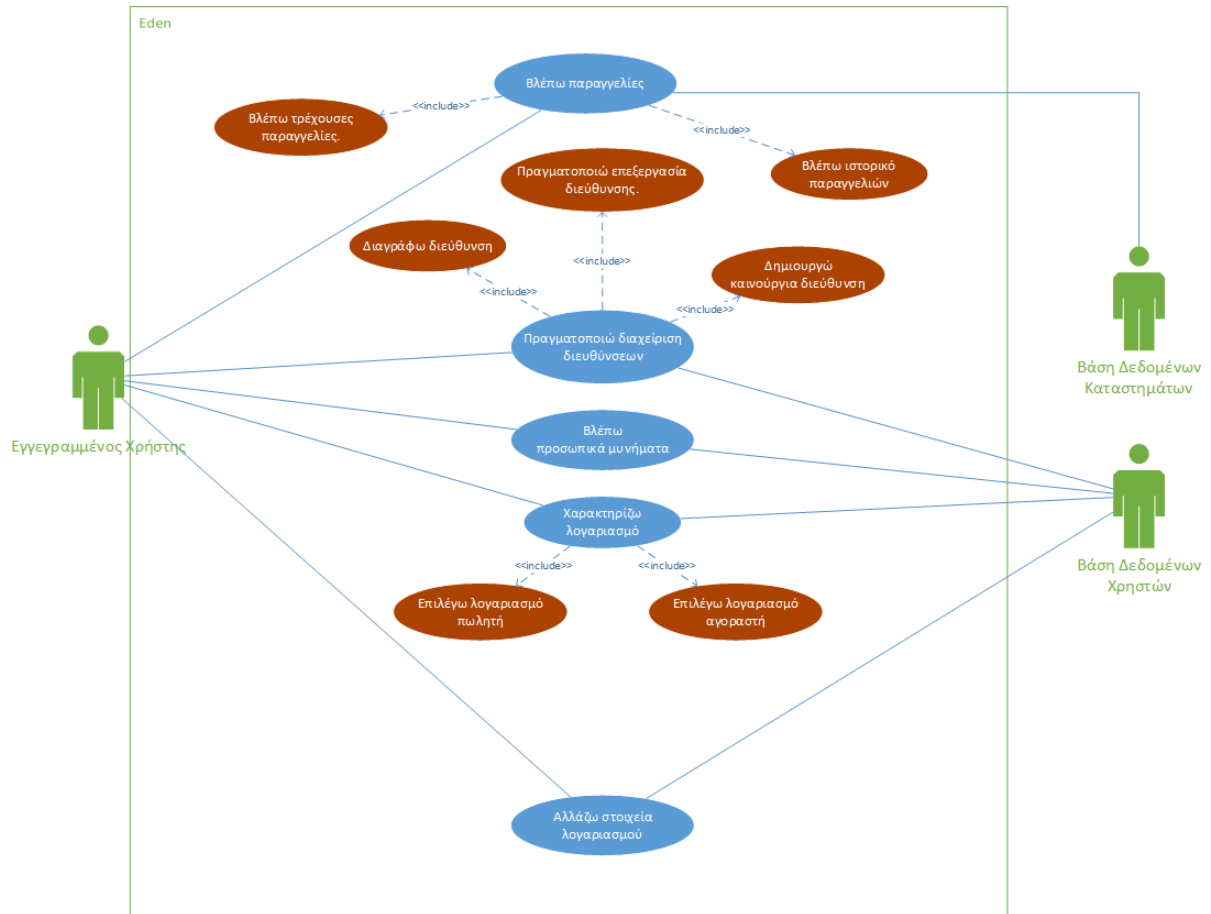 Eden
Βλέπω παραγγελίες
<<include>>
Βλέπω τρέχουσες
παραγγελίες.
<<include>>
Βλέπω ιστορικό
παραγγελιών
Πραγματοποιώ επεξεργασία
διεύθυνσης.
Διαγράφω διεύθυνση
<<include>>
Δημιουργώ
καινούργια διεύθυνση
<<include>>
<<include>>
Πραγματοποιώ διαχείριση
διευθύνσεων
Βάση Δεδομένων
Καταστημάτων
Εγγεγραμμένος Χρήστης
Βλέπω
προσωπικά μυνήματα
Χαρακτηρίζω
λογαριασμό
Βάση Δεδομένων
Χρηστών
<<include>>
<<include>>
Επιλέγω λογαριασμό
πωλητή
Επιλέγω λογαριασμό
αγοραστή
Αλλάζω στοιχεία
λογαριασμού